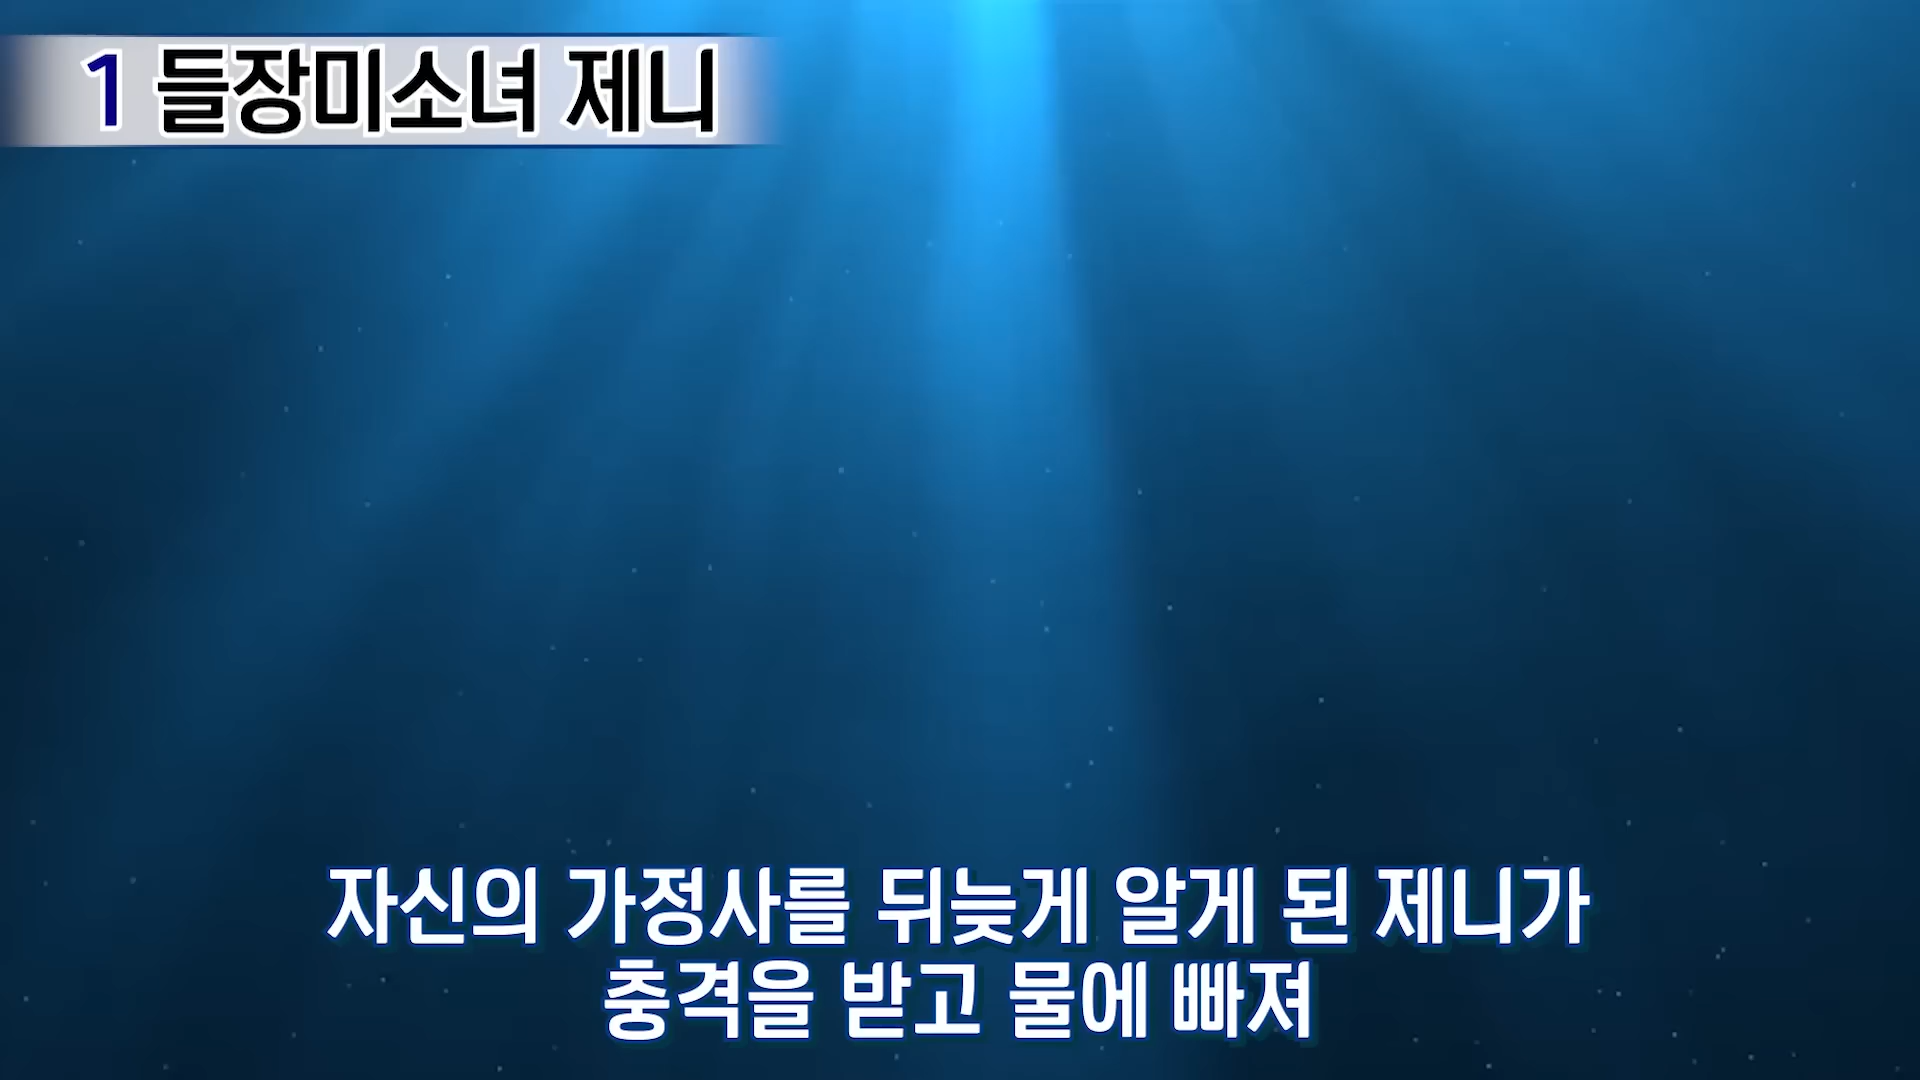 1 들장미소녀 제니
자신의 가정사를 뒤늦게 알게 된 제니가
충격을 받고 물에 빠져